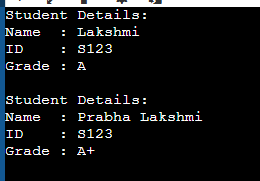 Student Details:
Name  : Lakshmi
ID    : S123
Grade : A

Student Details:
Name  : Prabha Lakshmi
ID    : S123
Grade : A+